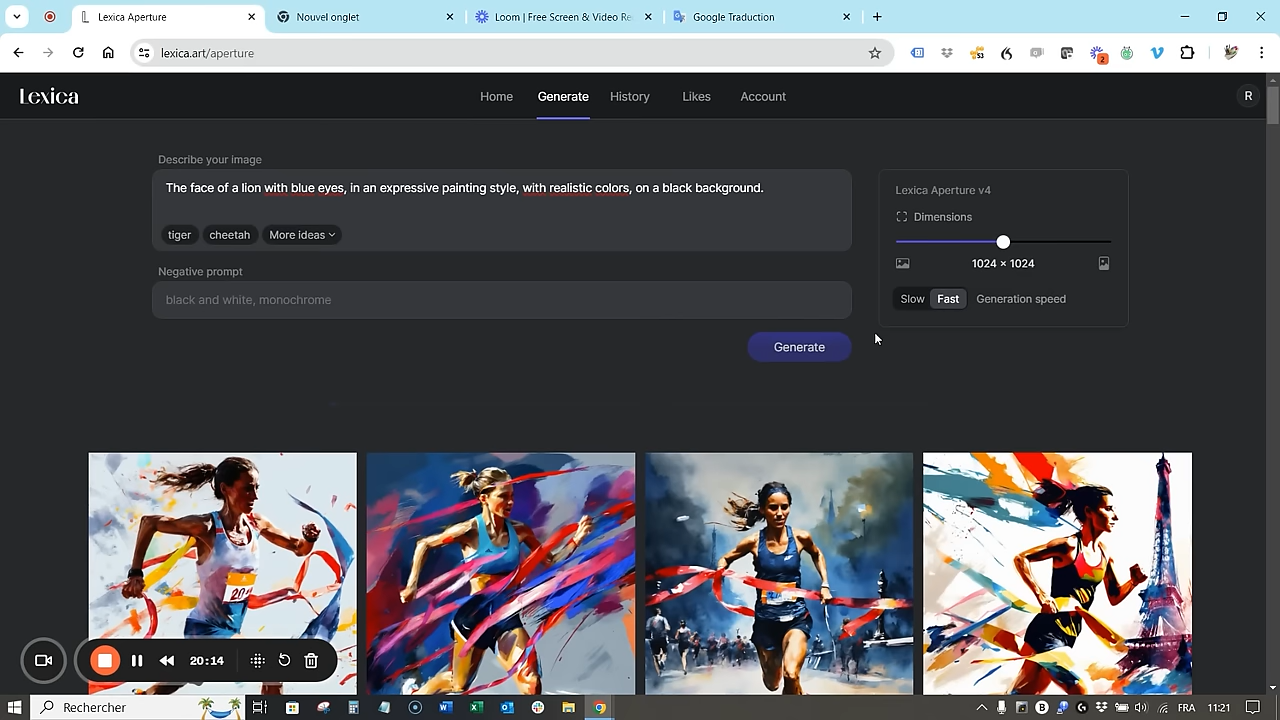 Lexica Aperture
Nouvel onglet
Loom | Free Screen & Video Re
Google Traduction
lexica.art/aperture
2
Lexica
Home
Generate
History
Likes
Account
R
Describe your image
The face of a lion with blue eyes, in an expressive painting style, with realistic colors, on a black background.
tiger
cheetah
More ideas
Negative prompt
black and white, monochrome
Generate
Lexica Aperture v4
Dimensions
1024 × 1024
Slow
Fast
Generation speed
20:14
Rechercher
FRA
11:21